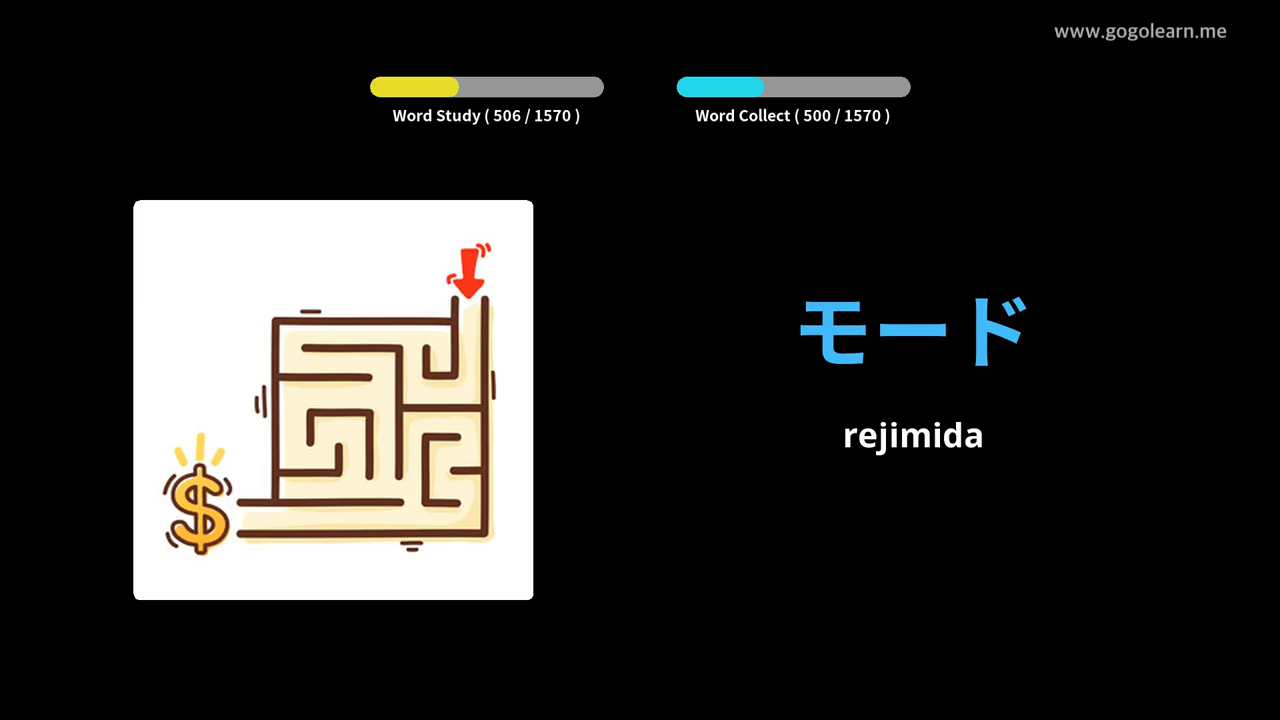 www.gogolearn.me
Word Study ( 506 / 1570 )
Word Collect ( 500 / 1570 )
モード
rejimida
$